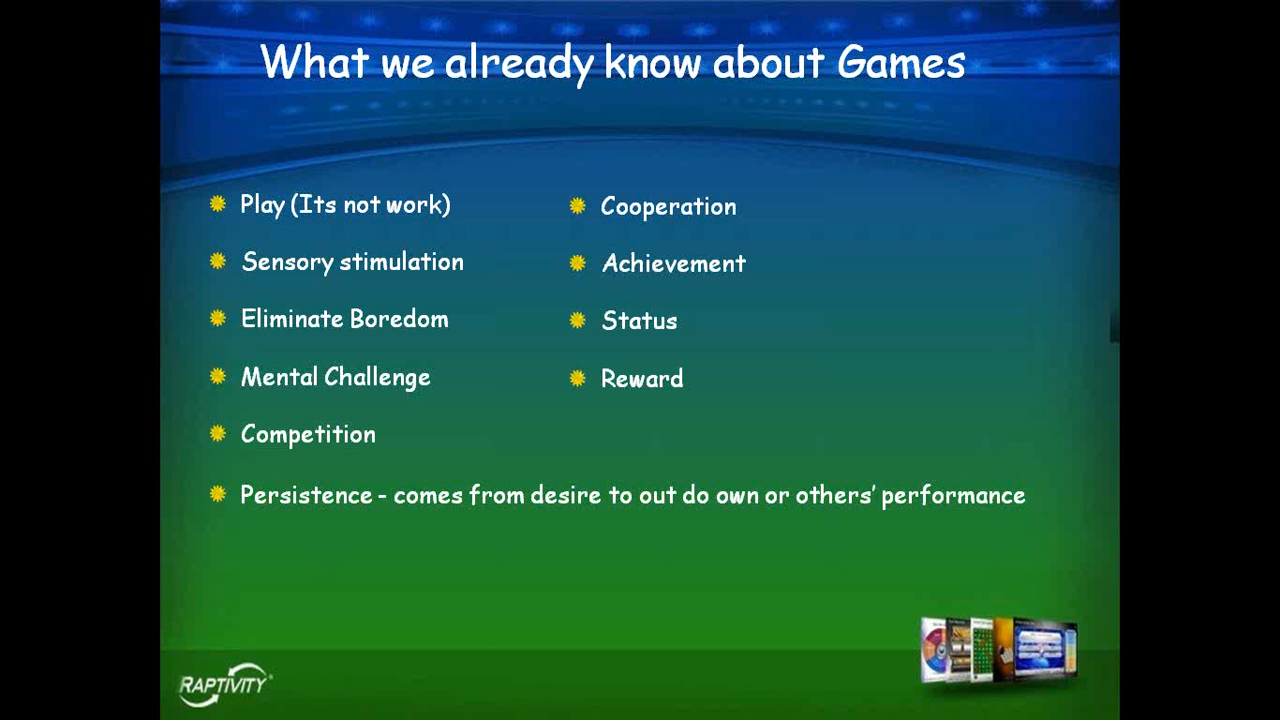 What we already know about Games
Play (Its not work)
Sensory stimulation
Eliminate Boredom
Mental Challenge
Competition
Cooperation
Achievement
Status
Reward
Persistence - comes from desire to out do own or others' performance
RAPTIVITY®